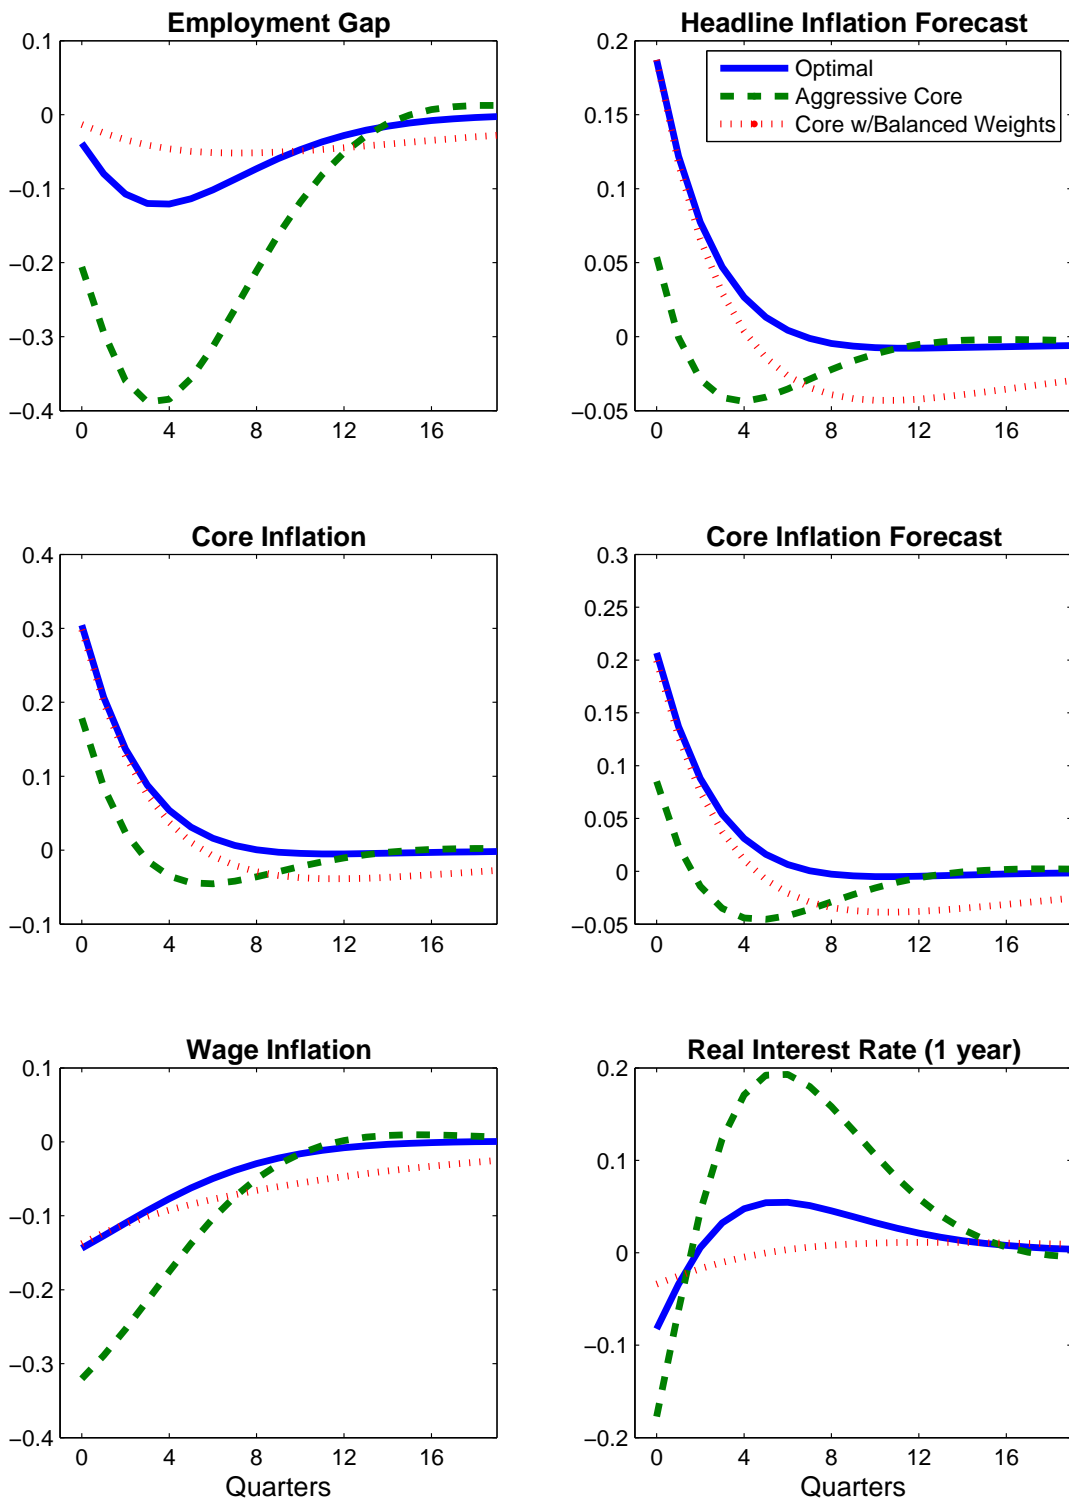 Employment Gap
0.1
0
−0.1
−0.2
−0.3
−0.4
0 4 8 12 16
Headline Inflation Forecast
Optimal
Aggressive Core
Core w/Balanced Weights
0.2
0.15
0.1
0.05
0
−0.05
0 4 8 12 16
Core Inflation
0.4
0.3
0.2
0.1
0
−0.1
0 4 8 12 16
Core Inflation Forecast
0.3
0.25
0.2
0.15
0.1
0.05
0
−0.05
0 4 8 12 16
Wage Inflation
0.1
0
−0.1
−0.2
−0.3
−0.4
0 4 8 12 16
Quarters
Real Interest Rate (1 year)
0.2
0.1
0
−0.1
−0.2
0 4 8 12 16
Quarters